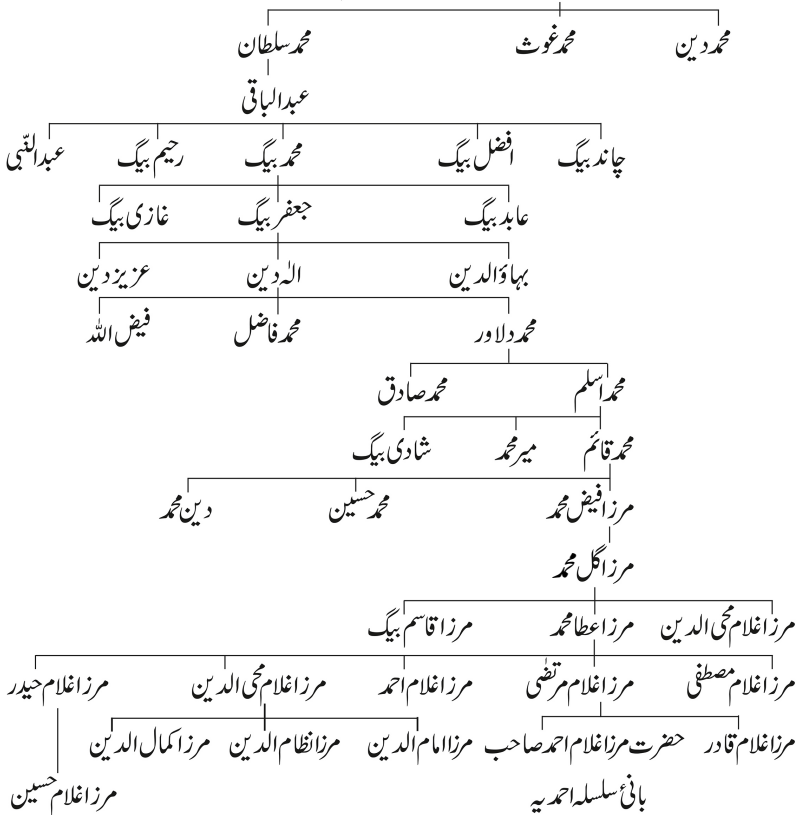 محمد دین محمد غوث محمد سلطان
عبدالباقی
چاند بیگ افضل بیگ محمد بیگ رحیم بیگ عبدالنّبی
عابد بیگ جعفر بیگ غازی بیگ
بہاؤالدین الٰہ دین عزیز دین
محمد دلاور محمد فاضل فیض اللہ
محمد اسلم محمد صادق
محمد قائم میر محمد شادی بیگ
مرزا فیض محمد محمد حسین دین محمد
مرزا گل محمد
مرزا غلام محی الدین مرزا عطا محمد مرزا قاسم بیگ
مرزا غلام مصطفی مرزا غلام مرتضٰی مرزا غلام احمد مرزا غلام محی الدین مرزا غلام حیدر
مرزا غلام قادر حضرت مرزا غلام احمد صاحب مرزا امام الدین مرزا نظام الدین مرزا کمال الدین
بانیٔ سلسلہ احمدیہ مرزا غلام حسین